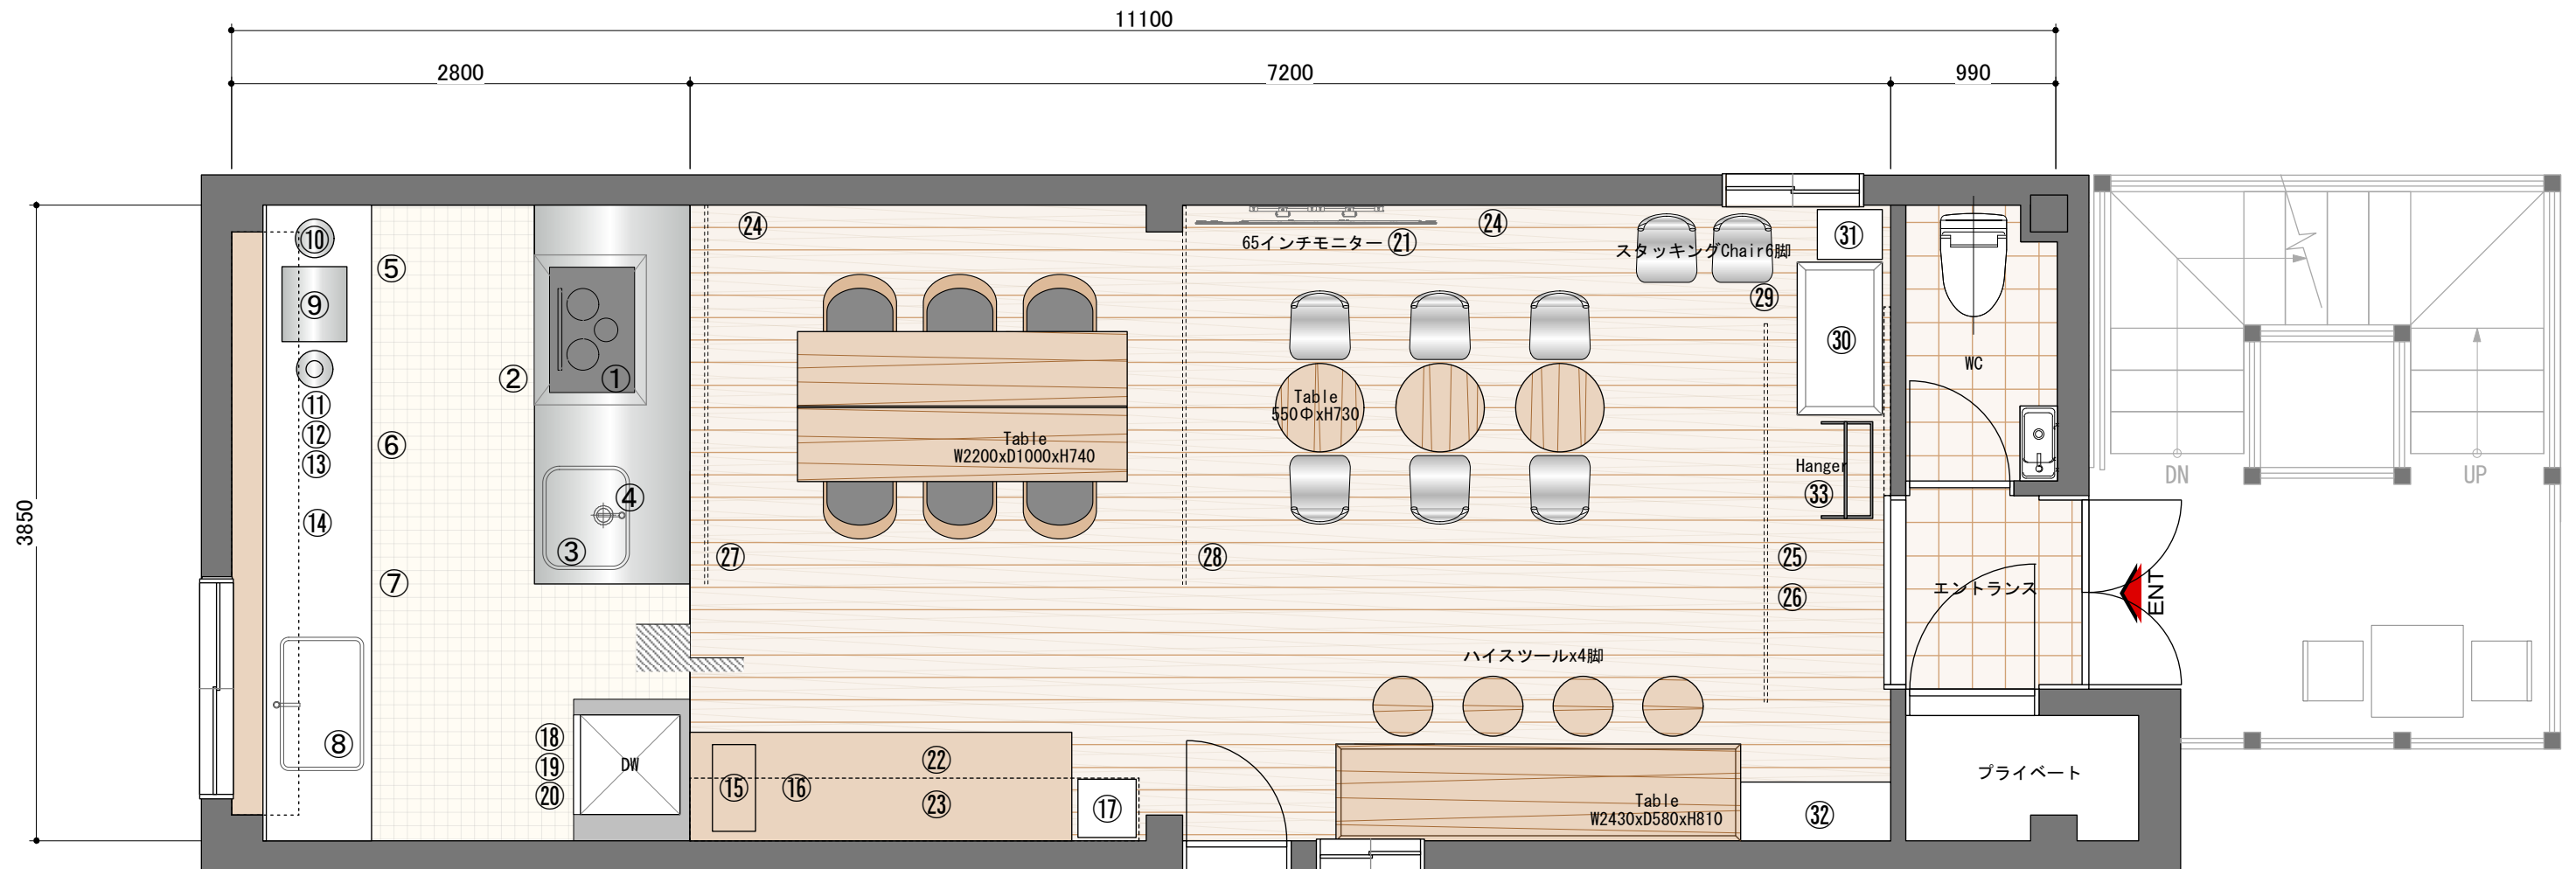 11100
2800
7200
990
3850
⑩
⑤
⑨
②
①
⑪
⑫
⑬
⑥
④
⑭
③
⑦
⑧
㉔
65インチモニター ㉑
㉔
スタッキングChair6脚
㉛
㉙
㉚
WC
Table
W2200xD1000xH740
Table
550ΦxH730
Hanger
㉝
DN
UP
㉗
㉘
㉕
㉖
エントランス
ENT
ハイスツールx4脚
⑱
⑲
⑳
DW
⑮
⑯
㉒
㉓
⑰
Table
W2430xD580xH810
㉜
プライベート